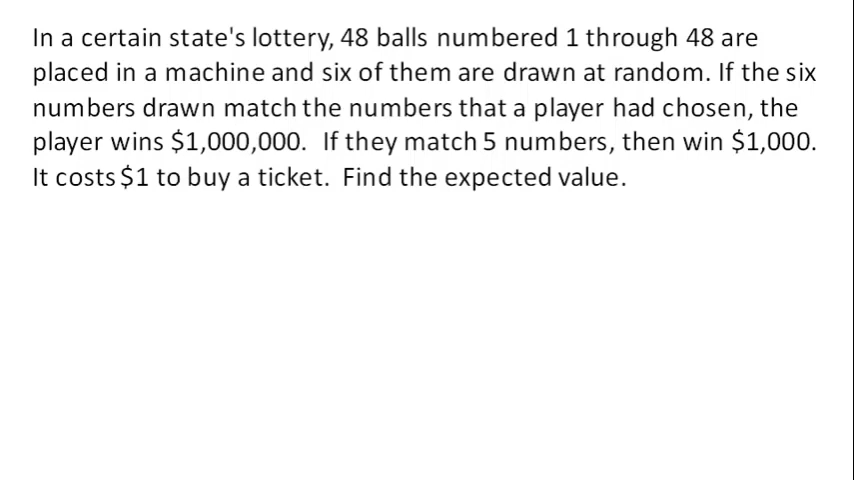 In a certain state's lottery, 48 balls numbered 1 through 48 are
placed in a machine and six of them are drawn at random. If the six
numbers drawn match the numbers that a player had chosen, the
player wins $1,000,000.  If they match 5 numbers, then win $1,000.
It costs $1 to buy a ticket.  Find the expected value.